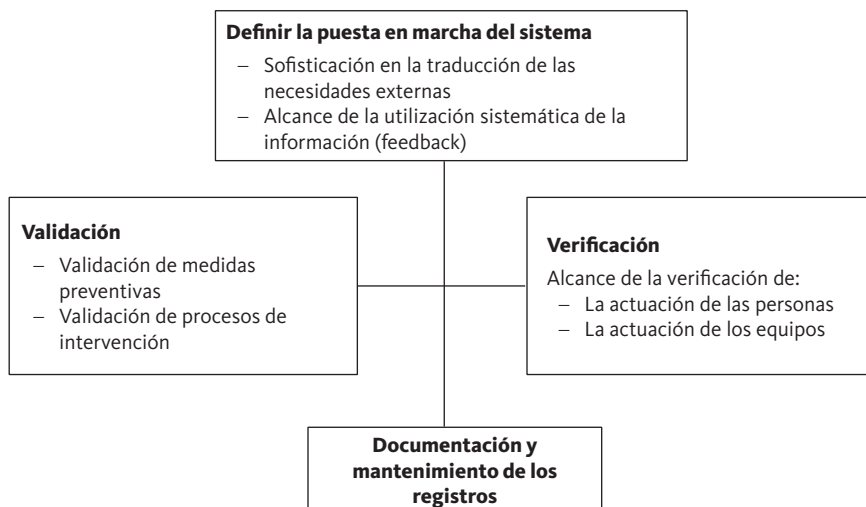 Definir la puesta en marcha del sistema
– Sofisticación en la traducción de las
necesidades externas
– Alcance de la utilización sistemática de la
información (feedback)
Validación
– Validación de medidas
preventivas
– Validación de procesos de
intervención
Verificación
Alcance de la verificación de:
– La actuación de las personas
– La actuación de los equipos
Documentación y
mantenimiento de los
registros